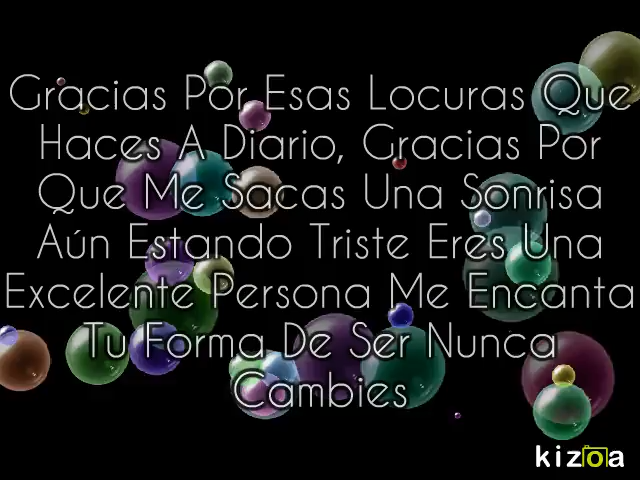 Gracias Por Esas Locuras Que
Haces A Diario, Gracias Por
Que Me Sacas Una Sonrisa
Aún Estando Triste Eres Una
Excelente Persona Me Encanta
Tu Forma De Ser Nunca
Cambies
kizoa